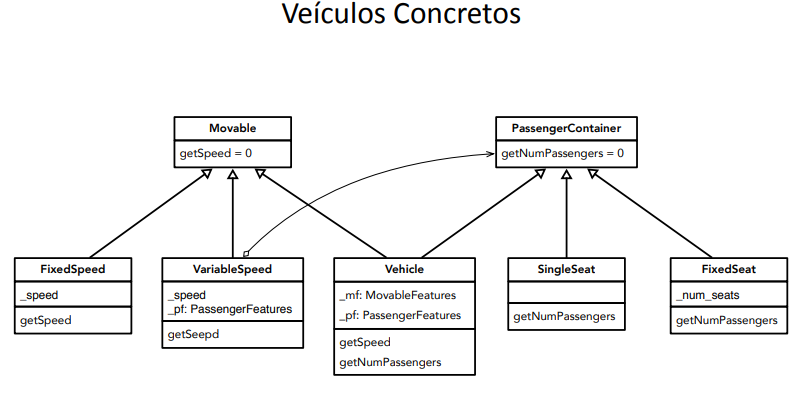 Veículos Concretos
Movable
getSpeed = 0
PassengerContainer
getNumPassengers = 0
FixedSpeed
_speed
getSpeed
VariableSpeed
_speed
_pf: PassengerFeatures
getSeepd
Vehicle
_mf: MovableFeatures
_pf: PassengerFeatures
getSpeed
getNumPassengers
SingleSeat
getNumPassengers
FixedSeat
_num_seats
getNumPassengers